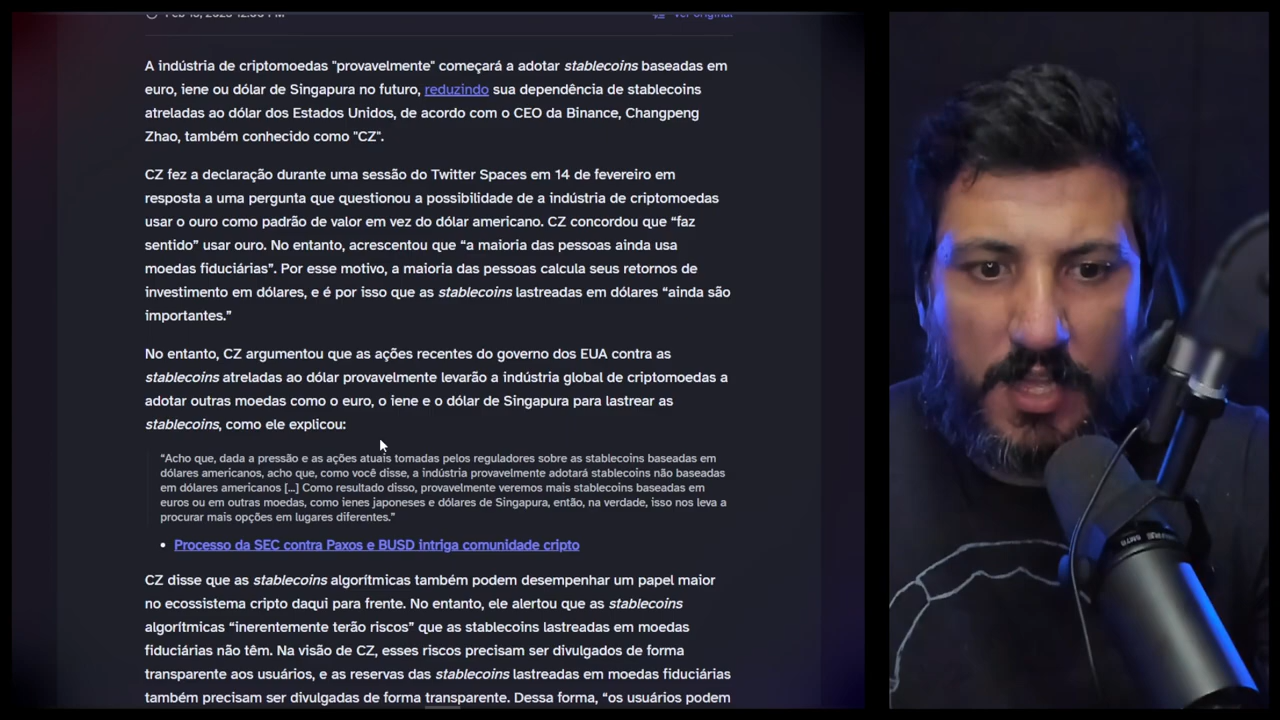 Feb 15, 2023 12:00 PM
Ver original
A indústria de criptomoedas "provavelmente" começará a adotar stablecoins baseadas em
euro, iene ou dólar de Singapura no futuro, reduzindo sua dependência de stablecoins
atreladas ao dólar dos Estados Unidos, de acordo com o CEO da Binance, Changpeng
Zhao, também conhecido como "CZ".
CZ fez a declaração durante uma sessão do Twitter Spaces em 14 de fevereiro em
resposta a uma pergunta que questionou a possibilidade de a indústria de criptomoedas
usar o ouro como padrão de valor em vez do dólar americano. CZ concordou que “faz
sentido” usar ouro. No entanto, acrescentou que “a maioria das pessoas ainda usa
moedas fiduciárias”. Por esse motivo, a maioria das pessoas calcula seus retornos de
investimento em dólares, e é por isso que as stablecoins lastreadas em dólares “ainda são
importantes.”
No entanto, CZ argumentou que as ações recentes do governo dos EUA contra as
stablecoins atreladas ao dólar provavelmente levarão a indústria global de criptomoedas a
adotar outras moedas como o euro, o iene e o dólar de Singapura para lastrear as
stablecoins, como ele explicou:
“Acho que, dada a pressão e as ações atuais tomadas pelos reguladores sobre as stablecoins baseadas em
dólares americanos, acho que, como você disse, a indústria provavelmente adotará stablecoins não baseadas
em dólares americanos [...] Como resultado disso, provavelmente veremos mais stablecoins baseadas em
euros ou em outras moedas, como ienes japoneses e dólares de Singapura, então, na verdade, isso nos leva a
procurar mais opções em lugares diferentes.”
• Processo da SEC contra Paxos e BUSD intriga comunidade cripto
CZ disse que as stablecoins algorítmicas também podem desempenhar um papel maior
no ecossistema cripto daqui para frente. No entanto, ele alertou que as stablecoins
algorítmicas “inerentemente terão riscos” que as stablecoins lastreadas em moedas
fiduciárias não têm. Na visão de CZ, esses riscos precisam ser divulgados de forma
transparente aos usuários, e as reservas das stablecoins lastreadas em moedas fiduciárias
também precisam ser divulgadas de forma transparente. Dessa forma, “os usuários podem